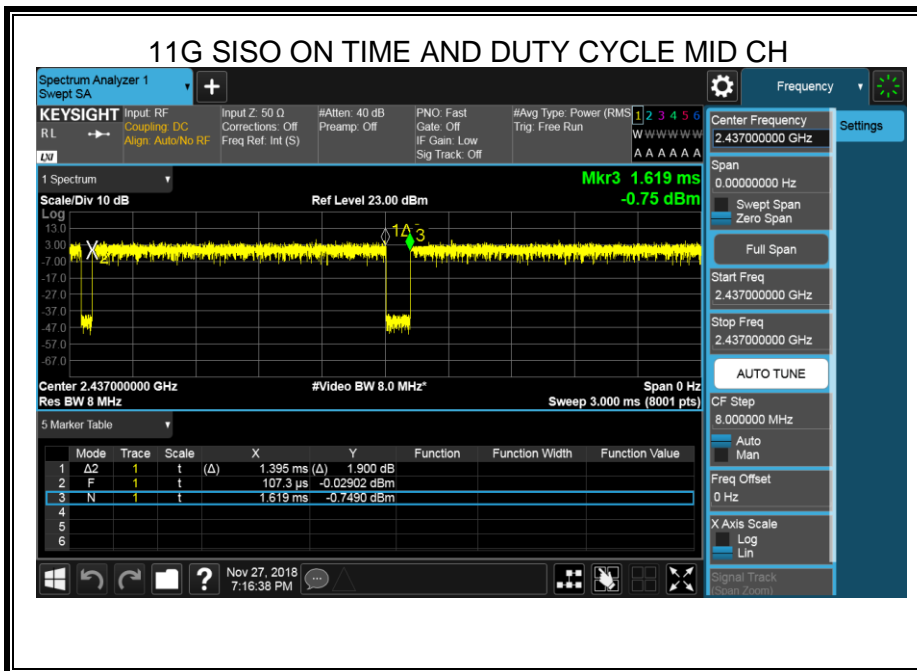 11G SISO ON TIME AND DUTY CYCLE MID CH
Spectrum Analyzer 1
Swept SA
+
Frequency
KEYSIGHT
RL
LXI
Input: RF
Coupling: DC
Align: Auto/No RF
Input Z: 50 Ω
Corrections: Off
Freq Ref: Int (S)
#Atten: 40 dB
Preamp: Off
PNO: Fast
Gate: Off
IF Gain: Low
Sig Track: Off
#Avg Type: Power (RMS
Trig: Free Run
1 2 3 4 5 6
W W W W W W
A A A A A A
Center Frequency
2.437000000 GHz
Settings
Span
0.00000000 Hz
Swept Span
Zero Span
Full Span
Start Freq
2.437000000 GHz
Stop Freq
2.437000000 GHz
AUTO TUNE
CF Step
8.000000 MHz
Auto
Man
Freq Offset
0 Hz
X Axis Scale
Log
Lin
Signal Track
(Span Zoom)
1 Spectrum
Mkr3 1.619 ms
Scale/Div 10 dB
Ref Level 23.00 dBm
-0.75 dBm
Log
13.0
3.00
-7.00
-17.0
-27.0
-37.0
-47.0
-57.0
-67.0
2
1Δ
3
Center 2.437000000 GHz
#Video BW 8.0 MHz*
Span 0 Hz
Res BW 8 MHz
Sweep 3.000 ms (8001 pts)
5 Marker Table
Mode Trace Scale X Y Function Function Width Function Value
1 Δ2 1 t (Δ) 1.395 ms (Δ) 1.900 dB
2 F 1 t 107.3 µs -0.02902 dBm
3 N 1 t 1.619 ms -0.7490 dBm
4
5
6
?
Nov 27, 2018
7:16:38 PM